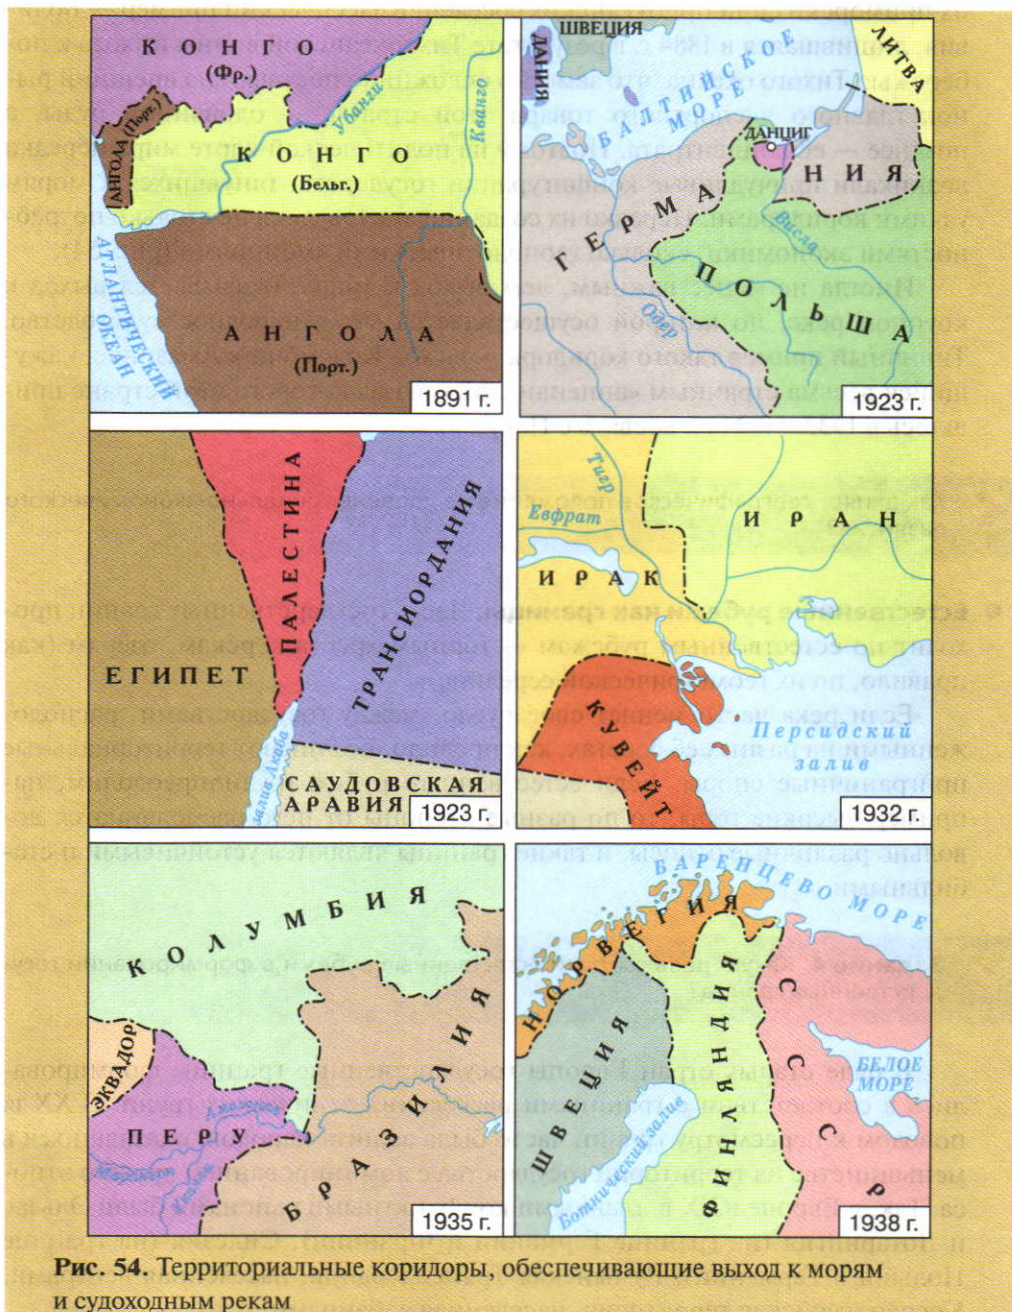 КОНГО
(Фр.)
АНГОЛА (Порт.)
Убанги
Кванго
КОНГО
(Бельг.)
АТЛАНТИЧЕСКИЙ
ОКЕАН
АНГОЛА
(Порт.)
1891 г.
ШВЕЦИЯ
ДАНИЯ
БАЛТИЙСКОЕ
МОРЕ
ЛИТВА
ДАНЦИГ
ГЕРМАНИЯ
Висла
ПОЛЬША
Одер
1923 г.
ПАЛЕСТИНА
ТРАНСИОРДАНИЯ
ЕГИПЕТ
залив Акаба
САУДОВСКАЯ
АРАВИЯ
1923 г.
Тигр
Евфрат
ИРАН
ИРАК
КУВЕЙТ
Персидский
залив
1932 г.
КОЛУМБИЯ
ЭКВАДОР
Амазонка
ПЕРУ
БРАЗИЛИЯ
1935 г.
БАРЕНЦЕВО МОРЕ
НОРВЕГИЯ
ШВЕЦИЯ
ФИНЛЯНДИЯ
СССР
БЕЛОЕ
МОРЕ
Ботнический залив
1938 г.
Рис. 54. Территориальные коридоры, обеспечивающие выход к морям
и судоходным рекам